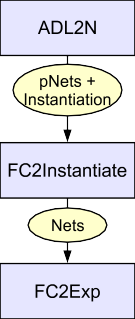 ADL2N
pNets +
Instantiation
FC2Instantiate
Nets
FC2Exp